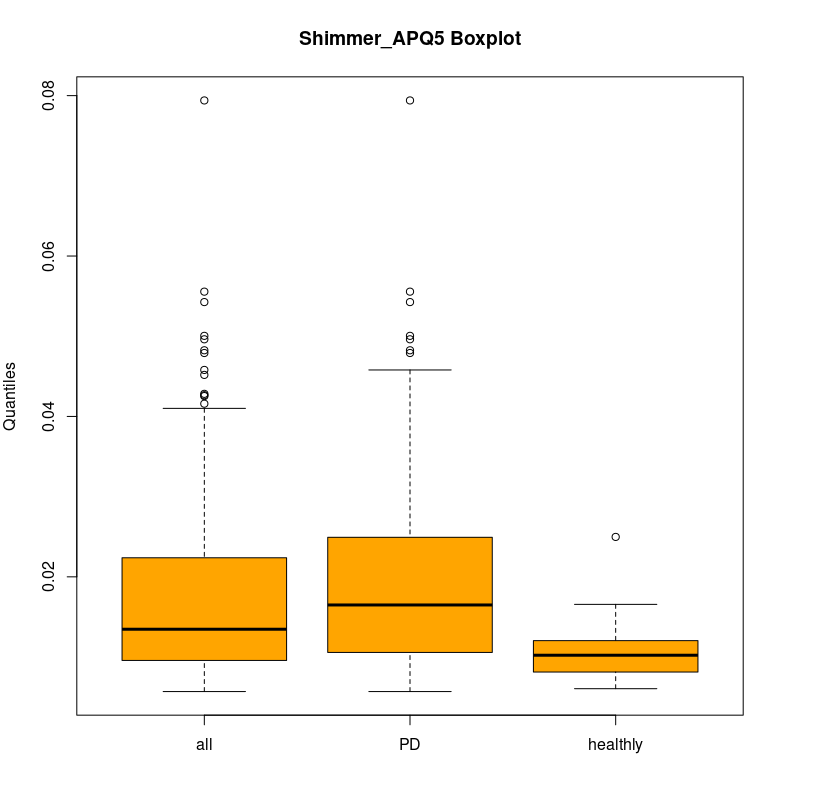 Shimmer_APQ5 Boxplot
Quantiles
0.08
0.06
0.04
0.02
all
PD
healthly